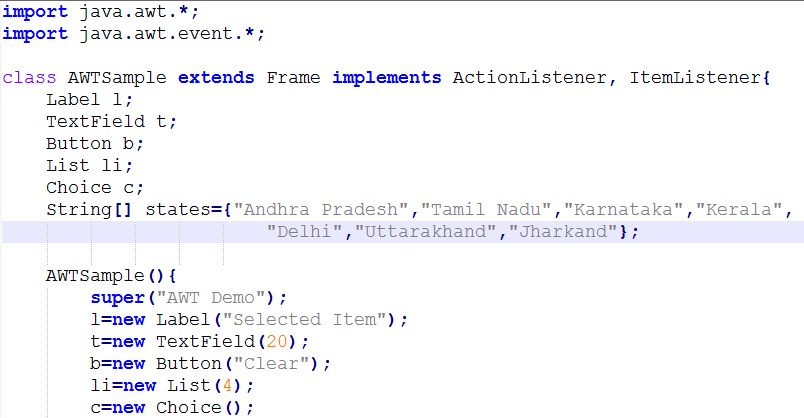 import java.awt.*;
import java.awt.event.*;
class AWTSample extends Frame implements ActionListener, ItemListener{
Label l;
TextField t;
Button b;
List li;
Choice c;
String[] states={"Andhra Pradesh","Tamil Nadu","Karnataka","Kerala",
"Delhi","Uttarakhand","Jharkand"};
AWTSample(){
super("AWT Demo");
l=new Label("Selected Item");
t=new TextField(20);
b=new Button("Clear");
li=new List(4);
c=new Choice();